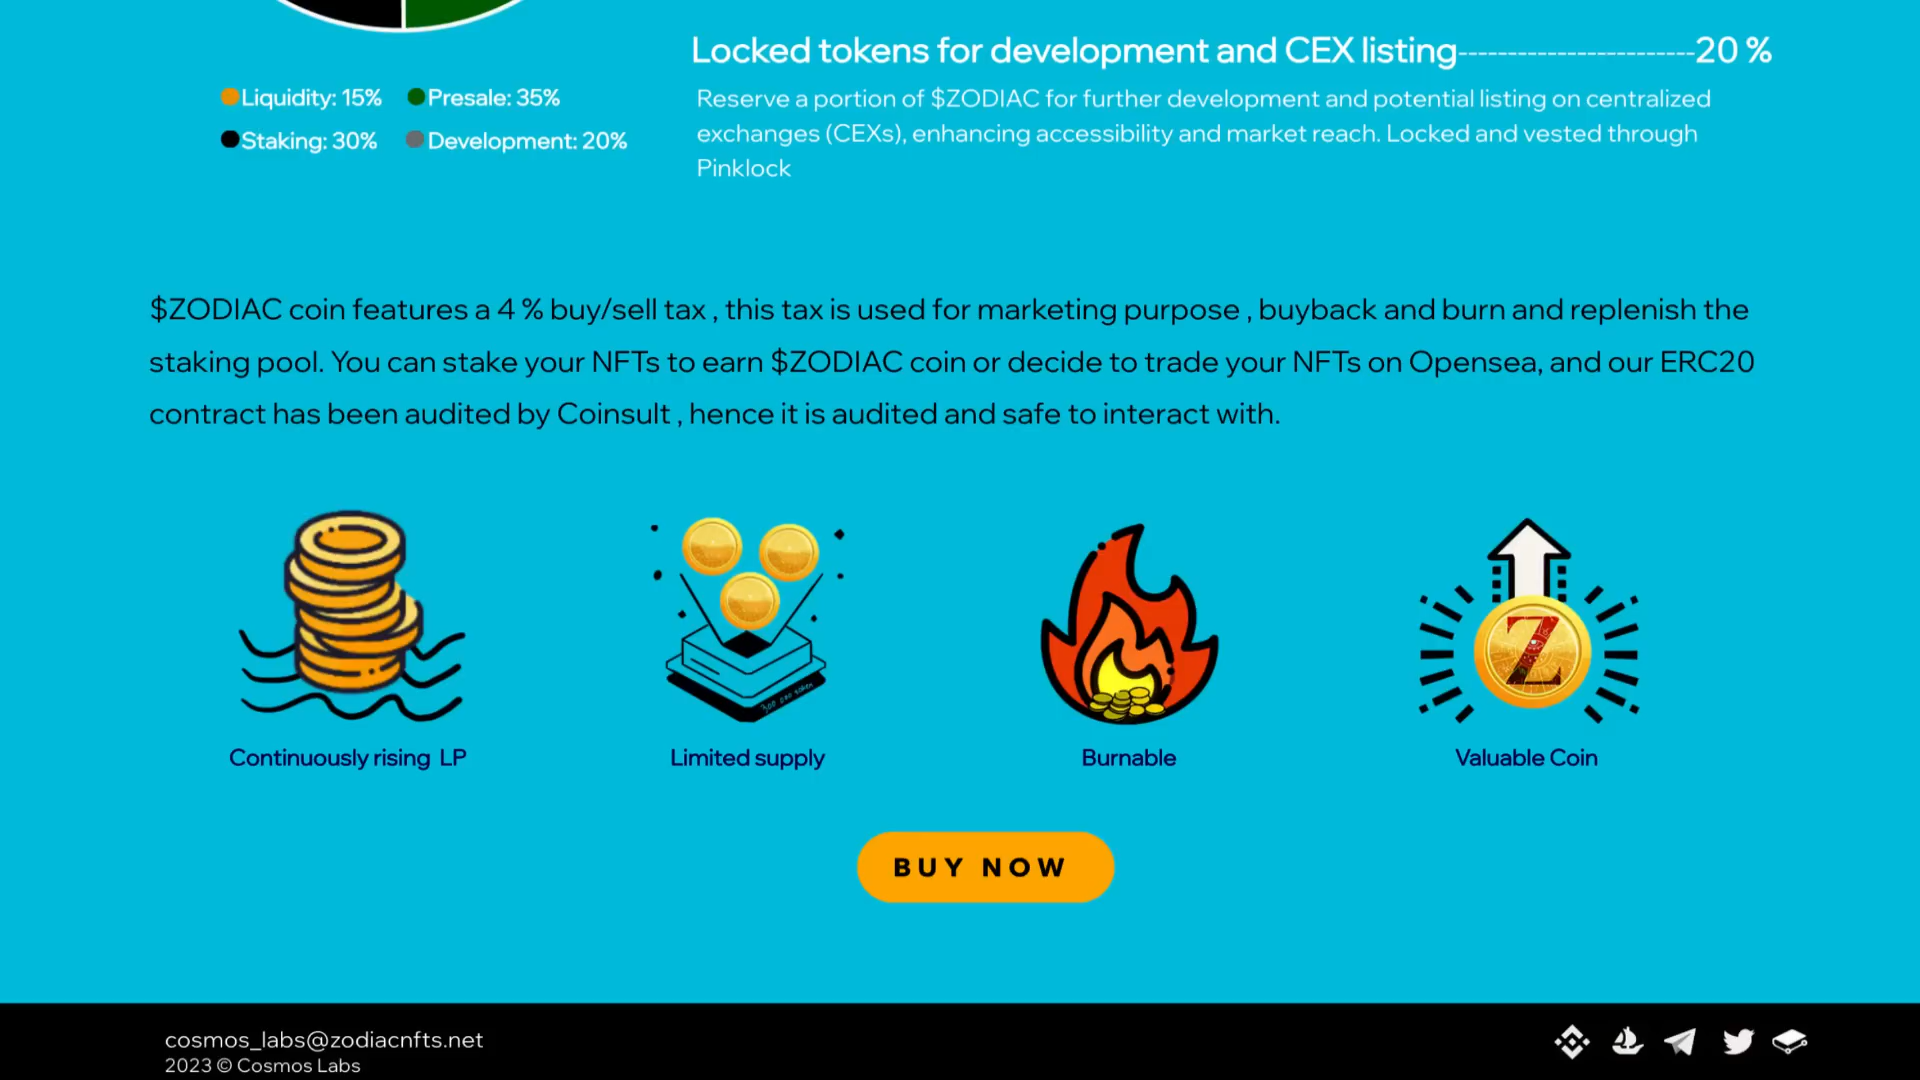 Locked tokens for development and CEX listing------------------------20 %
Liquidity: 15% Presale: 35%
Staking: 30% Development: 20%
Reserve a portion of $ZODIAC for further development and potential listing on centralized
exchanges (CEXs), enhancing accessibility and market reach. Locked and vested through
Pinklock
$ZODIAC coin features a 4 % buy/sell tax , this tax is used for marketing purpose , buyback and burn and replenish the
staking pool. You can stake your NFTs to earn $ZODIAC coin or decide to trade your NFTs on Opensea, and our ERC20
contract has been audited by Coinsult , hence it is audited and safe to interact with.
300 000 token
Z
Continuously rising LP
Limited supply
Burnable
Valuable Coin
BUY NOW
cosmos_labs@zodiacnfts.net
2023 © Cosmos Labs